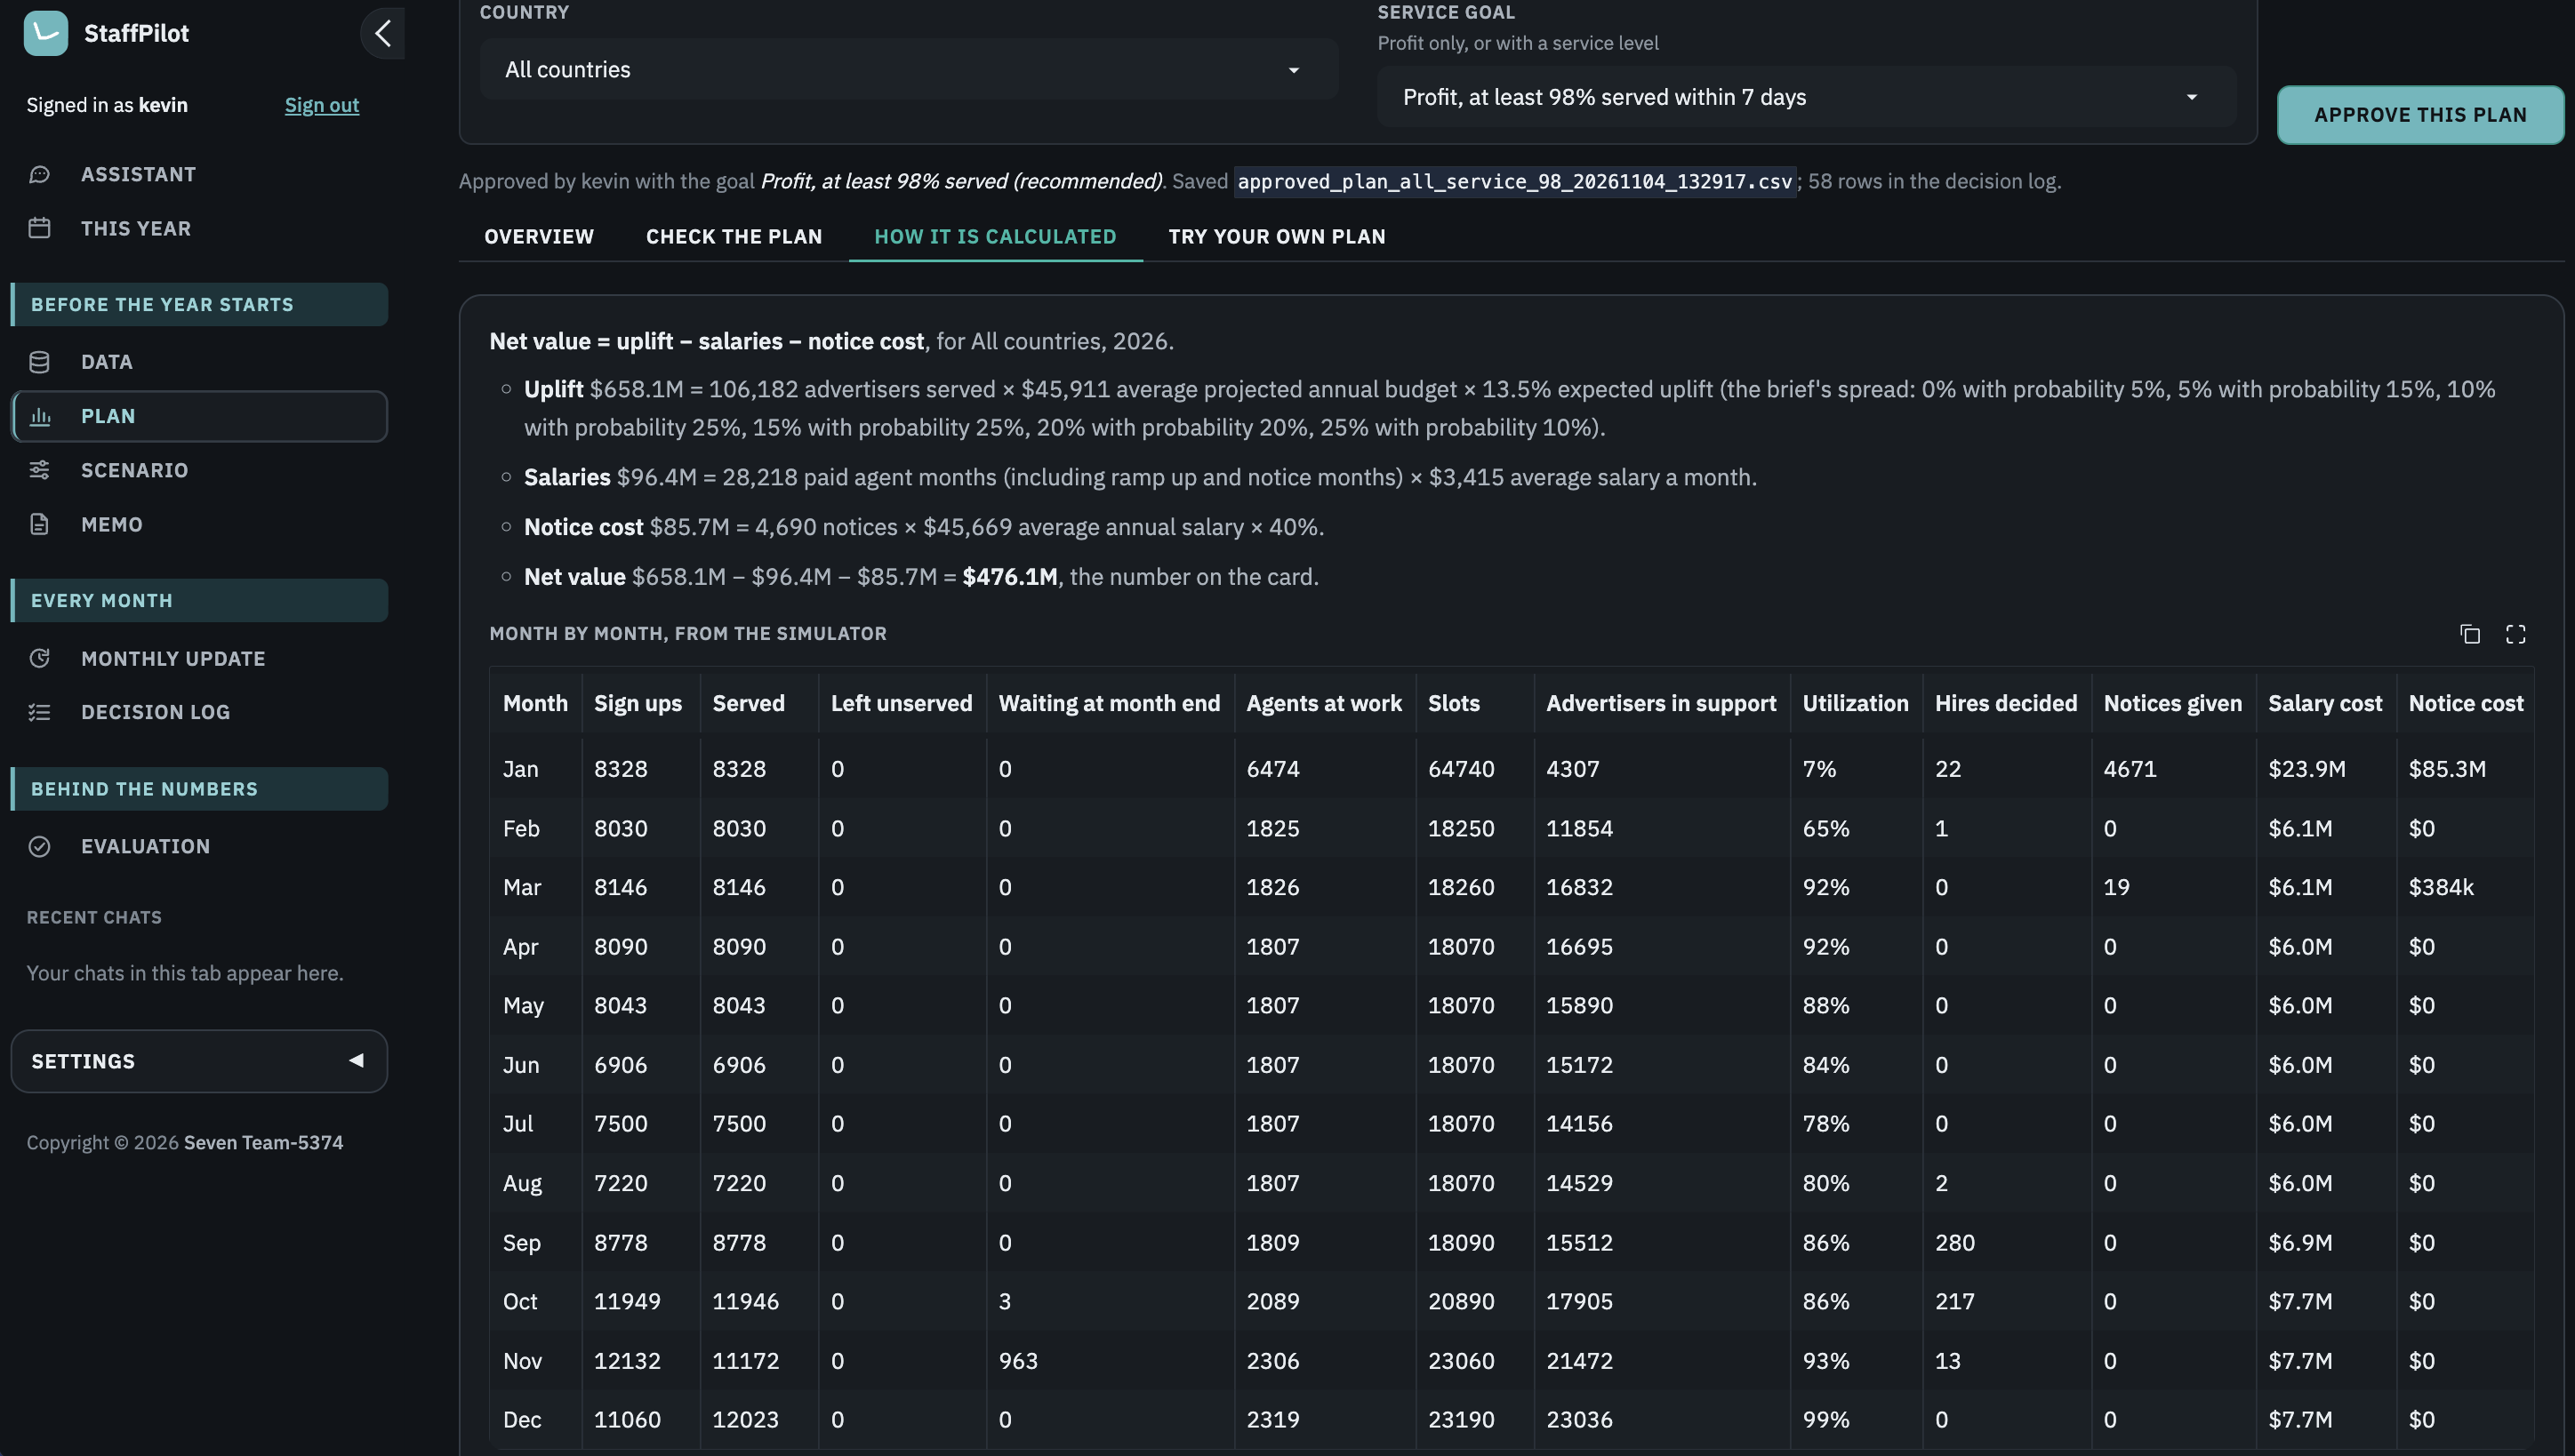 StaffPilot
Signed in as kevin Sign out
ASSISTANT
THIS YEAR
BEFORE THE YEAR STARTS
DATA
PLAN
SCENARIO
MEMO
EVERY MONTH
MONTHLY UPDATE
DECISION LOG
BEHIND THE NUMBERS
EVALUATION
RECENT CHATS
Your chats in this tab appear here.
SETTINGS
Copyright © 2026 Seven Team-5374
COUNTRY
All countries
SERVICE GOAL
Profit only, or with a service level
Profit, at least 98% served within 7 days
APPROVE THIS PLAN
Approved by kevin with the goal Profit, at least 98% served (recommended). Saved approved_plan_all_service_98_20261104_132917.csv; 58 rows in the decision log.
OVERVIEW CHECK THE PLAN HOW IT IS CALCULATED TRY YOUR OWN PLAN
Net value = uplift – salaries – notice cost, for All countries, 2026.
Uplift $658.1M = 106,182 advertisers served × $45,911 average projected annual budget × 13.5% expected uplift (the brief's spread: 0% with probability 5%, 5% with probability 15%, 10%
with probability 25%, 15% with probability 25%, 20% with probability 20%, 25% with probability 10%).
Salaries $96.4M = 28,218 paid agent months (including ramp up and notice months) × $3,415 average salary a month.
Notice cost $85.7M = 4,690 notices × $45,669 average annual salary × 40%.
Net value $658.1M – $96.4M – $85.7M = $476.1M, the number on the card.
MONTH BY MONTH, FROM THE SIMULATOR
Month Sign ups Served Left unserved Waiting at month end Agents at work Slots Advertisers in support Utilization Hires decided Notices given Salary cost Notice cost
Jan 8328 8328 0 0 6474 64740 4307 7% 22 4671 $23.9M $85.3M
Feb 8030 8030 0 0 1825 18250 11854 65% 1 0 $6.1M $0
Mar 8146 8146 0 0 1826 18260 16832 92% 0 19 $6.1M $384k
Apr 8090 8090 0 0 1807 18070 16695 92% 0 0 $6.0M $0
May 8043 8043 0 0 1807 18070 15890 88% 0 0 $6.0M $0
Jun 6906 6906 0 0 1807 18070 15172 84% 0 0 $6.0M $0
Jul 7500 7500 0 0 1807 18070 14156 78% 0 0 $6.0M $0
Aug 7220 7220 0 0 1807 18070 14529 80% 2 0 $6.0M $0
Sep 8778 8778 0 0 1809 18090 15512 86% 280 0 $6.9M $0
Oct 11949 11946 0 3 2089 20890 17905 86% 217 0 $7.7M $0
Nov 12132 11172 0 963 2306 23060 21472 93% 13 0 $7.7M $0
Dec 11060 12023 0 0 2319 23190 23036 99% 0 0 $7.7M $0